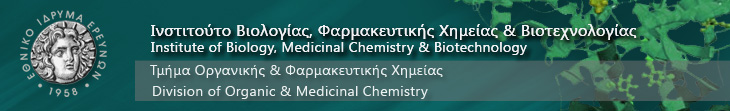 ΕΘΝΙΚΟ ΙΔΡΥΜΑ ΕΡΕΥΝΩΝ
• 1958 •
Ινστιτούτο Βιολογίας, Φαρμακευτικής Χημείας & Βιοτεχνολογίας
Institute of Biology, Medicinal Chemistry & Biotechnology
Τμήμα Οργανικής & Φαρμακευτικής Χημείας
Division of Organic & Medicinal Chemistry